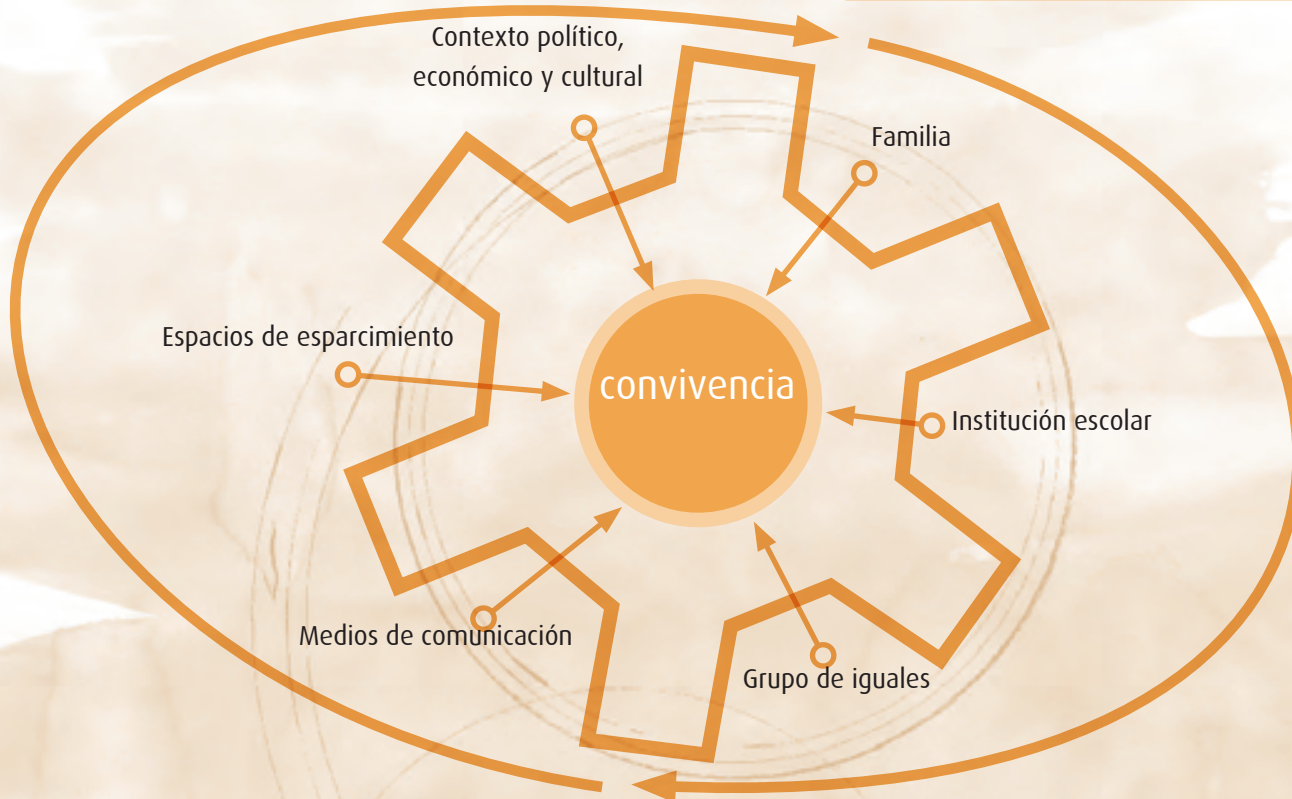 Contexto político,
económico y cultural
Familia
Espacios de esparcimiento
convivencia
Institución escolar
Medios de comunicación
Grupo de iguales